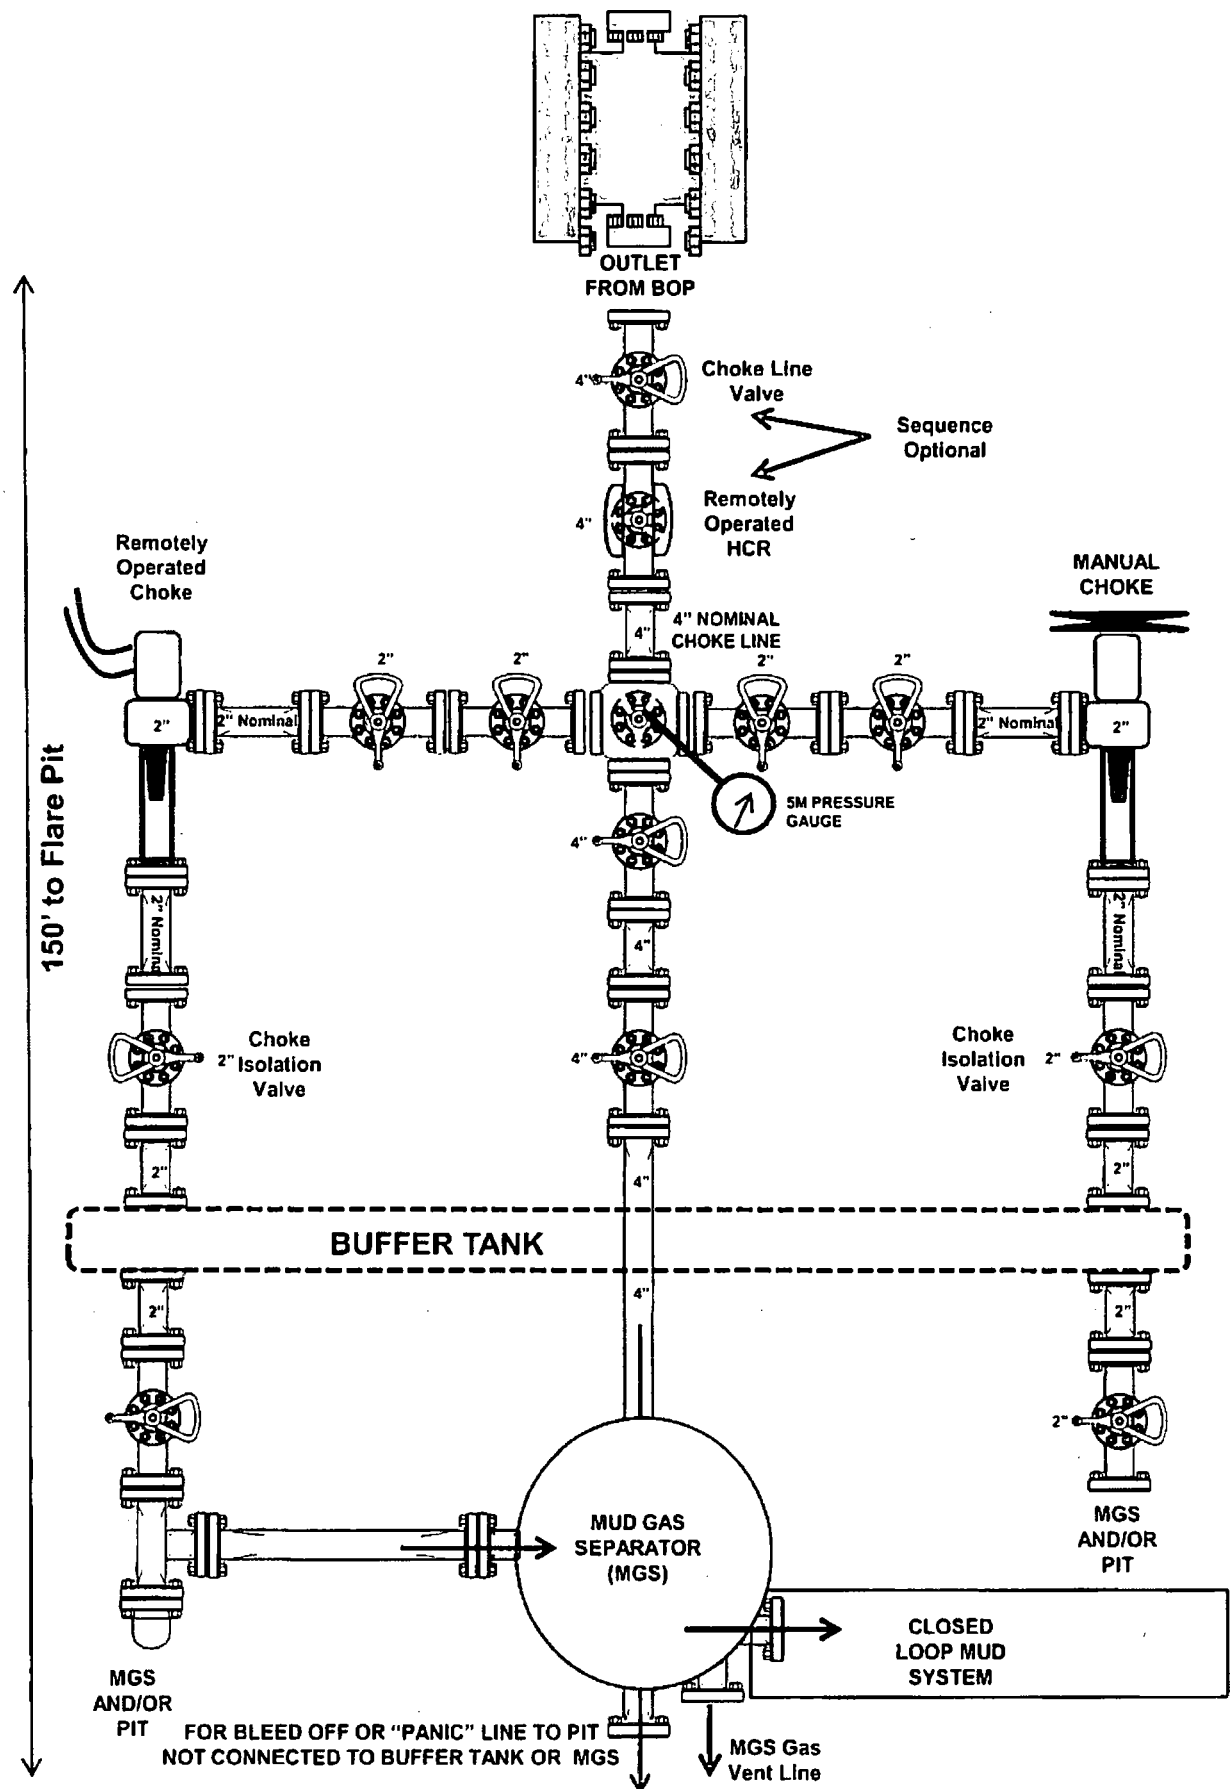 OUTLET
FROM BOP
4"
Choke Line
Valve
Sequence
Optional
4"
Remotely
Operated
HCR
Remotely
Operated
Choke
MANUAL
CHOKE
4"
4" NOMINAL
CHOKE LINE
2"
2"
2"
2"
2"
2" Nominal
2" Nominal
2"
5M PRESSURE
GAUGE
150' to Flare Pit
4"
2" Nominal
4"
2" Nominal
2"
Choke
Isolation
Valve
4"
Choke
Isolation
Valve
2"
2"
4"
2"
BUFFER TANK
2"
4"
2"
2"
MUD GAS
SEPARATOR
(MGS)
MGS
AND/OR
PIT
CLOSED
LOOP MUD
SYSTEM
MGS
AND/OR
PIT
FOR BLEED OFF OR "PANIC" LINE TO PIT
NOT CONNECTED TO BUFFER TANK OR MGS
MGS Gas
Vent Line